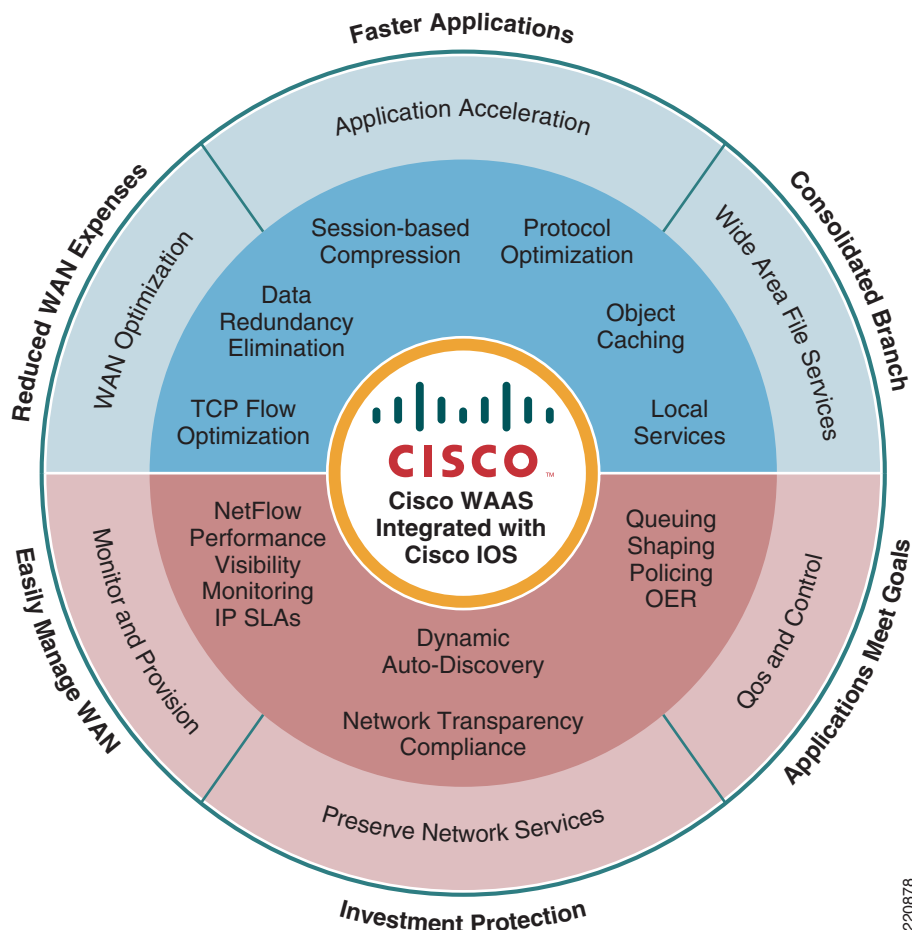 Faster Applications
Application Acceleration
Reduced WAN Expenses
WAN Optimization
Consolidated Branch
Wide Area File Services
Session-based
Compression
Protocol
Optimization
Data
Redundancy
Elimination
Object
Caching
TCP Flow
Optimization
Local
Services
CISCO
TM
Cisco WAAS
Integrated with
Cisco IOS
NetFlow
Performance
Visibility
Monitoring
IP SLAs
Queuing
Shaping
Policing
OER
Dynamic
Auto-Discovery
Network Transparency
Compliance
Monitor and Provision
Easily Manage WAN
Qos and Control
Applications Meet Goals
Preserve Network Services
Investment Protection
220878